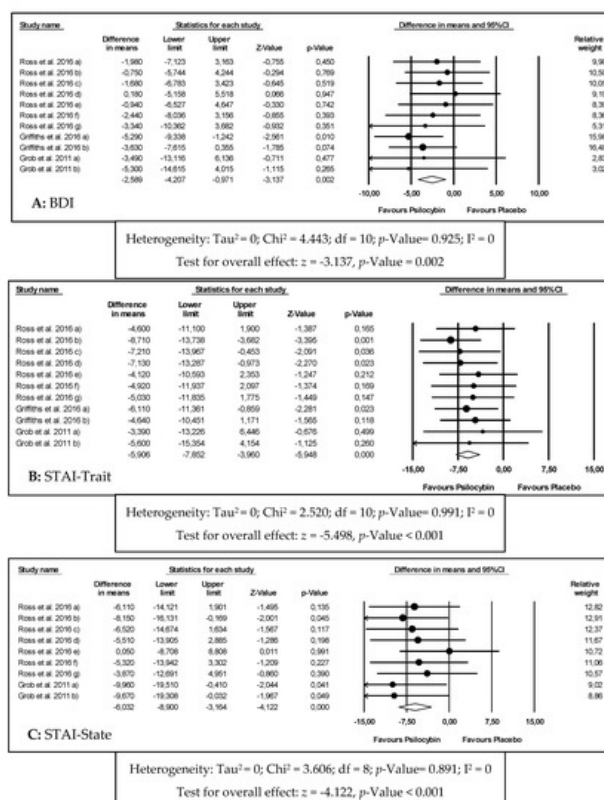 Study name Statistics for each study Difference in means and 95%CI
Difference in means Lower limit Upper limit Z-Value p-Value Relative weight
Ross et al. 2016 a) -1,980 -7,123 3,163 -0,755 0,450
Ross et al. 2016 b) -0,750 -5,744 4,244 -0,294 0,769
Ross et al. 2016 c) -1,680 -6,783 3,423 -0,645 0,519
Ross et al. 2016 d) 0,180 -5,158 5,518 0,066 0,947
Ross et al. 2016 e) -0,940 -6,527 4,647 -0,330 0,742
Ross et al. 2016 f) -2,440 -8,036 3,156 -0,855 0,393
Ross et al. 2016 g) -3,340 -10,362 3,682 -0,932 0,351
Griffiths et al. 2016 a) -5,290 -9,338 -1,242 -2,561 0,010
Griffiths et al. 2016 b) -3,630 -7,615 0,355 -1,785 0,074
Grob et al. 2011 a) -3,490 -13,116 6,136 -0,711 0,477
Grob et al. 2011 b) -5,300 -14,615 4,015 -1,115 0,265
-2,589 -4,207 -0,971 -3,137 0,002
-10,00 -5,00 0,00 5,00 10,00
A: BDI
Favours Psilocybin Favours Placebo
Heterogeneity: Tau² = 0; Chi² = 4.443; df = 10; p-Value= 0.925; I² = 0
Test for overall effect: z = -3.137, p-Value = 0.002
Study name Statistics for each study Difference in means and 95%CI
Difference in means Lower limit Upper limit Z-Value p-Value
Ross et al. 2016 a) -4,600 -11,100 1,900 -1,387 0,165
Ross et al. 2016 b) -8,710 -13,738 -3,682 -3,395 0,001
Ross et al. 2016 c) -7,210 -13,967 -0,453 -2,091 0,036
Ross et al. 2016 d) -7,130 -13,287 -0,973 -2,270 0,023
Ross et al. 2016 e) -4,120 -10,593 2,353 -1,247 0,212
Ross et al. 2016 f) -4,920 -11,937 2,097 -1,374 0,169
Ross et al. 2016 g) -5,030 -11,835 1,775 -1,449 0,147
Griffiths et al. 2016 a) -6,110 -11,361 -0,859 -2,281 0,023
Griffiths et al. 2016 b) -4,640 -10,451 1,171 -1,565 0,118
Grob et al. 2011 a) -3,390 -13,226 6,446 -0,676 0,499
Grob et al. 2011 b) -5,600 -15,354 4,154 -1,125 0,260
-5,906 -7,852 -3,960 -5,948 0,000
-15,00 -7,50 0,00 7,50 15,00
B: STAI-Trait
Favours Psilocybin Favours Placebo
Heterogeneity: Tau² = 0; Chi² = 2.520; df = 10; p-Value= 0.991; I² = 0
Test for overall effect: z = -5.498, p-Value < 0.001
Study name Statistics for each study Difference in means and 95%CI
Difference in means Lower limit Upper limit Z-Value p-Value Relative weight
Ross et al. 2016 a) -6,110 -14,121 1,901 -1,495 0,135 12,82
Ross et al. 2016 b) -8,150 -16,131 -0,169 -2,001 0,045 12,91
Ross et al. 2016 c) -6,520 -14,674 1,634 -1,567 0,117 12,37
Ross et al. 2016 d) -5,510 -13,905 2,885 -1,286 0,198 11,67
Ross et al. 2016 e) 0,050 -8,708 8,808 0,011 0,991 10,72
Ross et al. 2016 f) -5,320 -13,942 3,302 -1,209 0,227 11,06
Ross et al. 2016 g) -3,870 -12,691 4,951 -0,860 0,390 10,57
Grob et al. 2011 a) -9,960 -19,510 -0,410 -2,044 0,041 9,02
Grob et al. 2011 b) -9,670 -19,308 -0,032 -1,967 0,049 8,86
-6,032 -8,900 -3,164 -4,122 0,000
-15,00 -7,50 0,00 7,50 15,00
C: STAI-State
Favours Psilocybin Favours Placebo
Heterogeneity: Tau² = 0; Chi² = 3.606; df = 8; p-Value= 0.891; I² = 0
Test for overall effect: z = -4.122, p-Value < 0.001